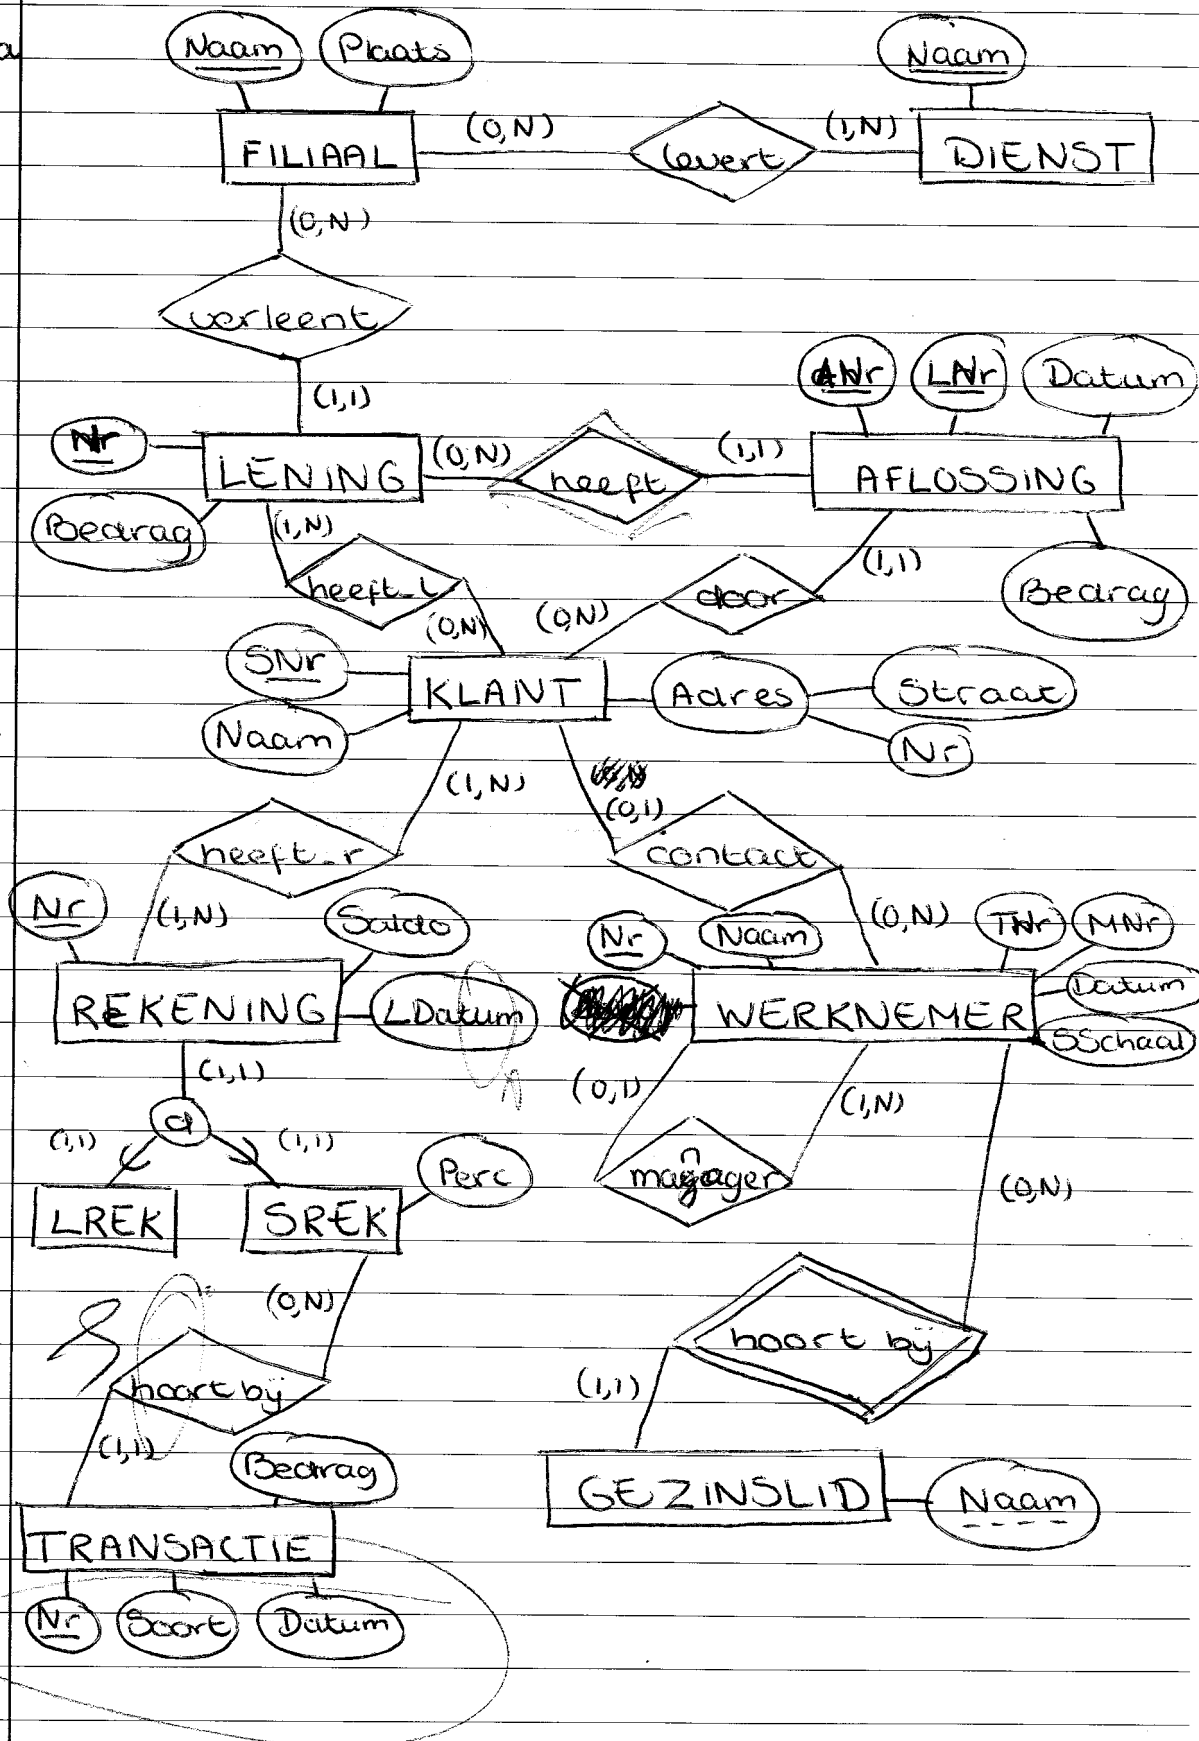 a
Naam Plaats Naam
FILIAAL (0,N) levert (1,N) DIENST
(0,N)
verleent
(1,1)
ANr LNr Datum
Nr
LENING (0,N) heeft (1,1) AFLOSSING
Bedrag (1,N) (1,1) Bedrag
heeft_l door
(0,N) (0,N)
SNr
KLANT Adres Straat
Naam Nr
(1,N) (0,1)
heeft_r contact
Nr (1,N) Saldo Nr Naam (0,N) TNr MNr
REKENING LDatum WERKNEMER Datum
SSchaal
(1,1) (0,1) (1,N)
d
(1,1) (1,1) Perc manager (0,N)
LREK SREK
(0,N)
hoort bij hoort bij
(1,1) (1,1)
Bedrag
GEZINSLID Naam
TRANSACTIE
Nr Soort Datum